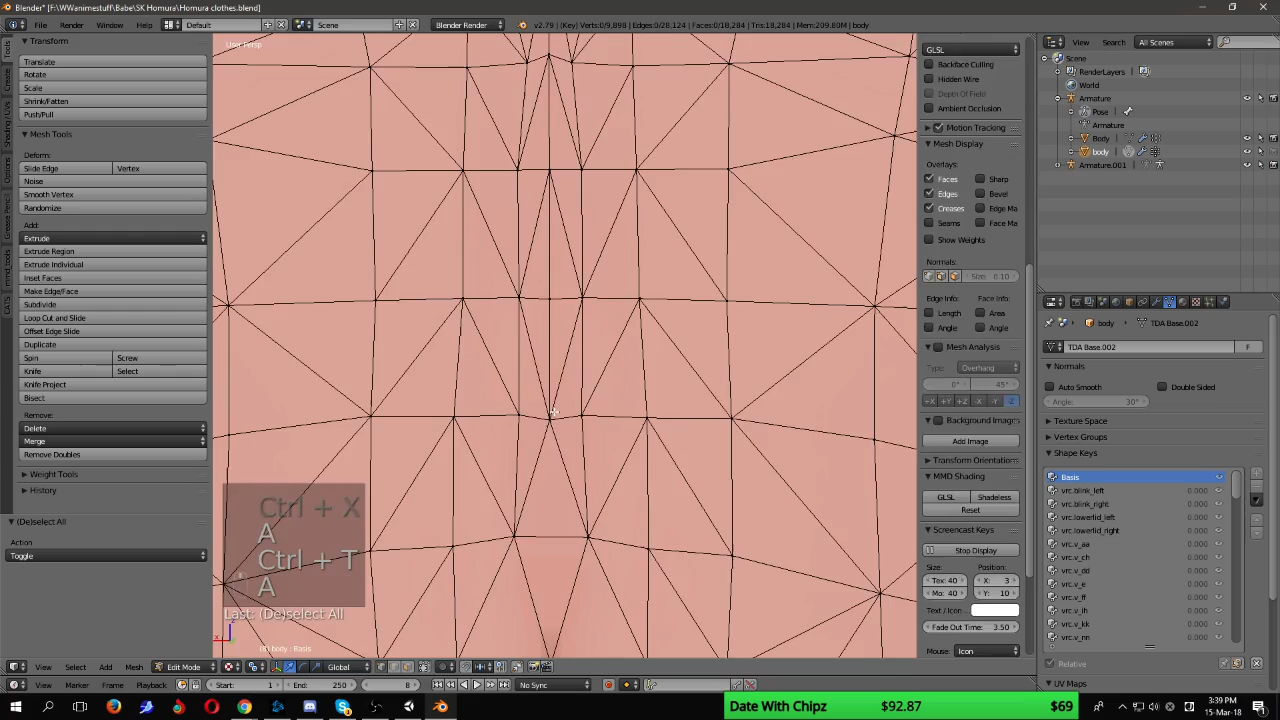 Blender* [F:\WWanimestuff\Babe\SK Homura\Homura clothes.blend]
File Render Window Help Default Scene Blender Render v2.79 | (Key) Verts:0/9,898 | Edges:0/28,124 | Faces:0/18,284 | Tris:18,284 | Mem:209.80M | body
Tools
Create
Shading / UVs
Options
Grease Pencil
mmd_tools
CATS
Transform
Translate
Rotate
Scale
Shrink/Fatten
Push/Pull
Mesh Tools
Deform:
Slide Edge Vertex
Noise
Smooth Vertex
Randomize
Add:
Extrude
Extrude Region
Extrude Individual
Inset Faces
Make Edge/Face
Subdivide
Loop Cut and Slide
Offset Edge Slide
Duplicate
Spin Screw
Knife Select
Knife Project
Bisect
Remove:
Delete
Merge
Remove Doubles
Weight Tools
History
(De)select All
Action
Toggle
User Persp
Ctrl + X
A
Ctrl + T
A
Last: (De)select All
(8) body : Basis
GLSL
Backface Culling
Hidden Wire
Depth Of Field
Ambient Occlusion
Motion Tracking
Mesh Display
Overlays:
Faces Sharp
Edges Bevel
Creases Edge Ma
Seams Face Ma
Show Weights
Normals:
Size: 0.10
Edge Info: Face Info:
Length Area
Angle Angle
Mesh Analysis
Type: Overhang
0° 45°
+X +Y +Z -X -Y -Z
Background Images
Add Image
Transform Orientations
MMD Shading
GLSL Shadeless
Reset
Screencast Keys
Stop Display
Size: Position:
Tex: 40 X: 3
Mo: 40 Y: 10
Text / Icon
Fade Out Time: 3.50
Mouse: Icon
View Search All Scenes
Scene
RenderLayers
World
Armature
Pose
Armature
Body
body
Armature.001
body TDA Base.002
TDA Base.002 F
Normals
Auto Smooth Double Sided
Angle: 30°
Texture Space
Vertex Groups
Shape Keys
Basis
vrc.blink_left 0.000
vrc.blink_right 0.000
vrc.lowerlid_left 0.000
vrc.lowerlid_right 0.000
vrc.v_aa 0.000
vrc.v_ch 0.000
vrc.v_dd 0.000
vrc.v_e 0.000
vrc.v_ff 0.000
vrc.v_ih 0.000
vrc.v_kk 0.000
vrc.v_nn 0.000
Relative
UV Maps
View Select Add Mesh Edit Mode Global
View Marker Frame Playback Start: 1 End: 250 8 No Sync
Date With Chipz $92.87 $69
3:39 PM
15-Mar-18